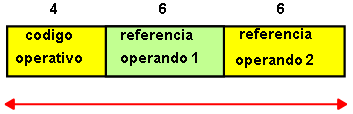 4 6 6
codigo operativo
referencia operando 1
referencia operando 2